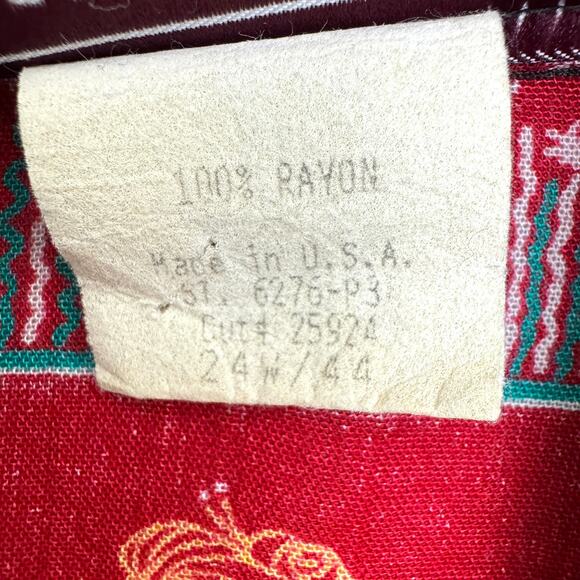 100% RAYON
Made in U.S.A.
ST. 6276-P3
Cut# 25924
24W/44